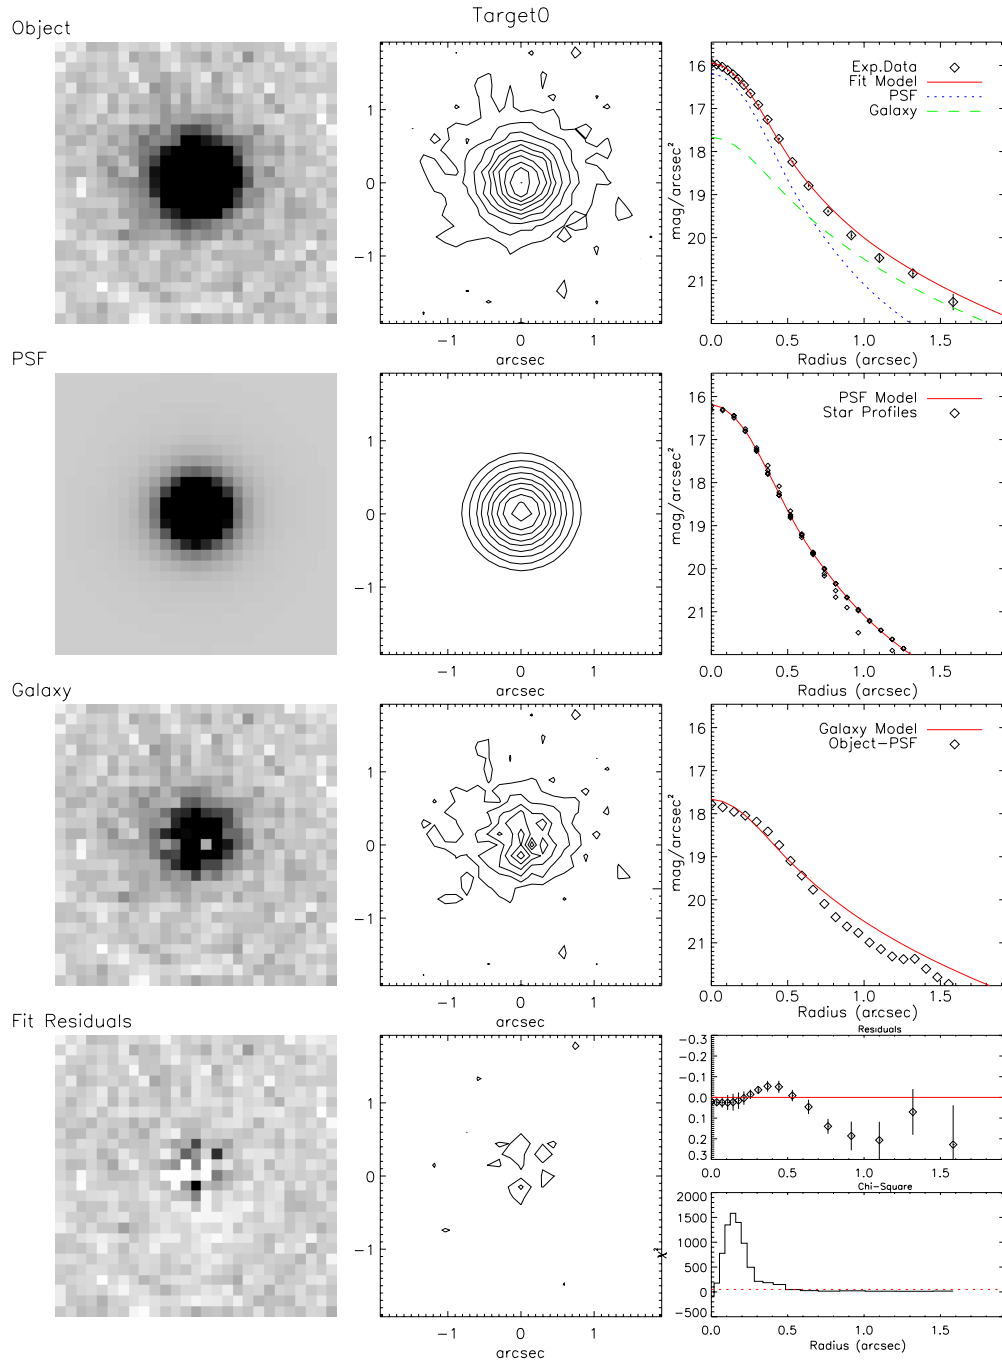 Target0
Object
1
0
−1
−1 0 1
arcsec
mag/arcsec²
16
17
18
19
20
21
0.0 0.5 1.0 1.5
Radius (arcsec)
Exp.Data
Fit Model
PSF
Galaxy
PSF
1
0
−1
−1 0 1
arcsec
mag/arcsec²
16
17
18
19
20
21
0.0 0.5 1.0 1.5
Radius (arcsec)
PSF Model
Star Profiles
Galaxy
1
0
−1
−1 0 1
arcsec
mag/arcsec²
16
17
18
19
20
21
0.0 0.5 1.0 1.5
Radius (arcsec)
Galaxy Model
Object−PSF
Fit Residuals
1
0
−1
−1 0 1
arcsec
Residuals
−0.3
−0.2
−0.1
0.0
0.1
0.2
0.3
0.0 0.5 1.0 1.5
Chi−Square
χ²
2000
1500
1000
500
0
−500
0.0 0.5 1.0 1.5
Radius (arcsec)